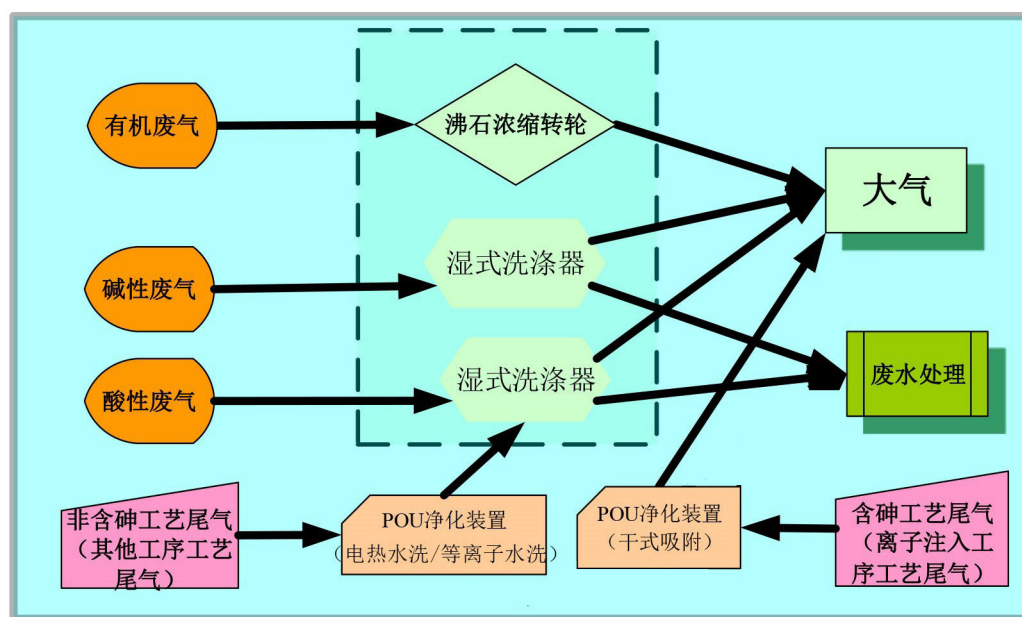 有机废气
沸石浓缩转轮
大气
碱性废气
湿式洗涤器
酸性废气
湿式洗涤器
废水处理
非含砷工艺尾气
（其他工序工艺
尾气）
POU净化装置
（电热水洗/等离子水洗）
POU净化装置
（干式吸附）
含砷工艺尾气
（离子注入工
序工艺尾气）